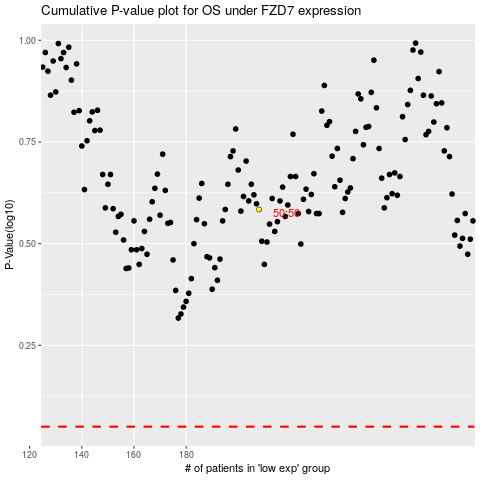 Cumulative P-value plot for OS under FZD7 expression
P-Value(log10)
1.00
0.75
0.50
0.25
50:50
120 140 160 180
# of patients in 'low exp' group